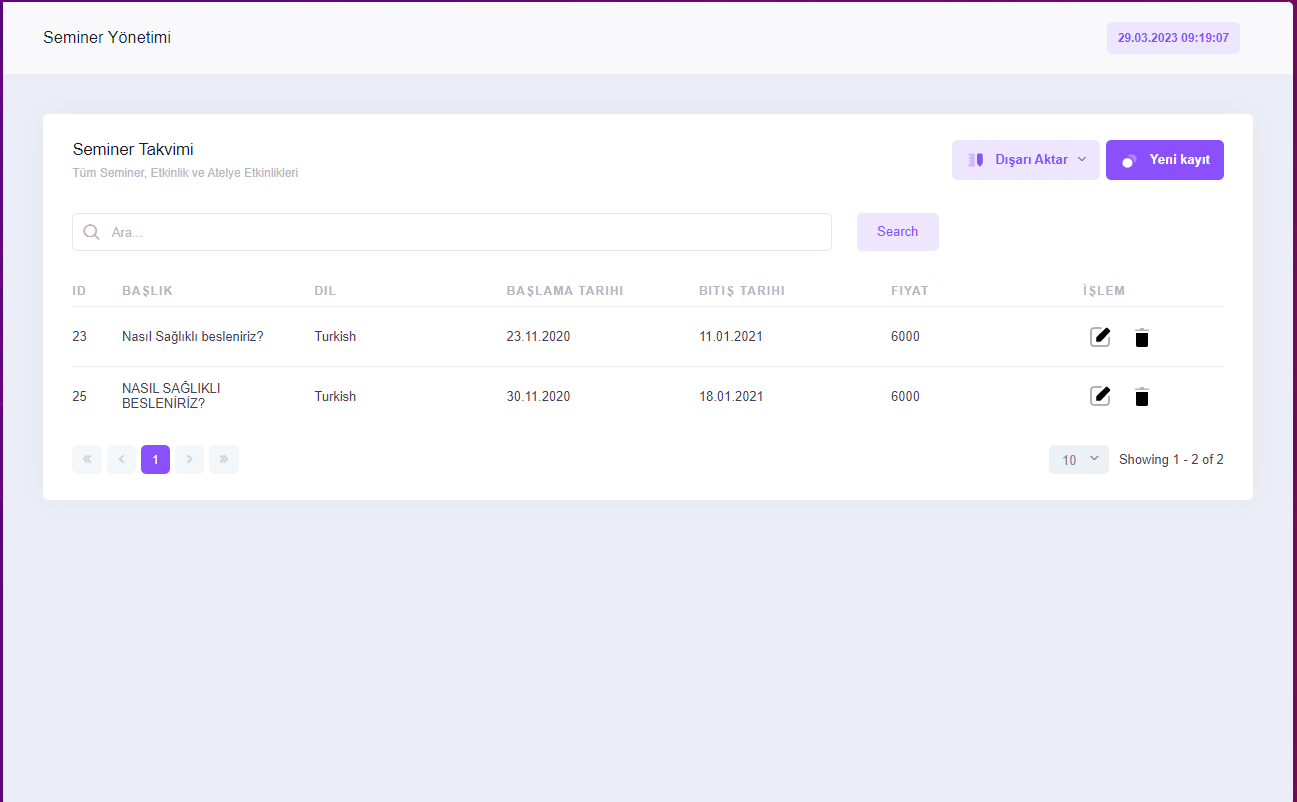 Seminer Yönetimi
29.03.2023 09:19:07
Seminer Takvimi
Tüm Seminer, Etkinlik ve Atelye Etkinlikleri
Dışarı Aktar
Yeni kayıt
Ara...
Search
ID BAŞLIK DIL BAŞLAMA TARIHI BITIŞ TARIHI FIYAT İŞLEM
23 Nasıl Sağlıklı besleniriz? Turkish 23.11.2020 11.01.2021 6000
25 NASIL SAĞLIKLI BESLENİRİZ? Turkish 30.11.2020 18.01.2021 6000
« ‹ 1 › »
10 Showing 1 - 2 of 2